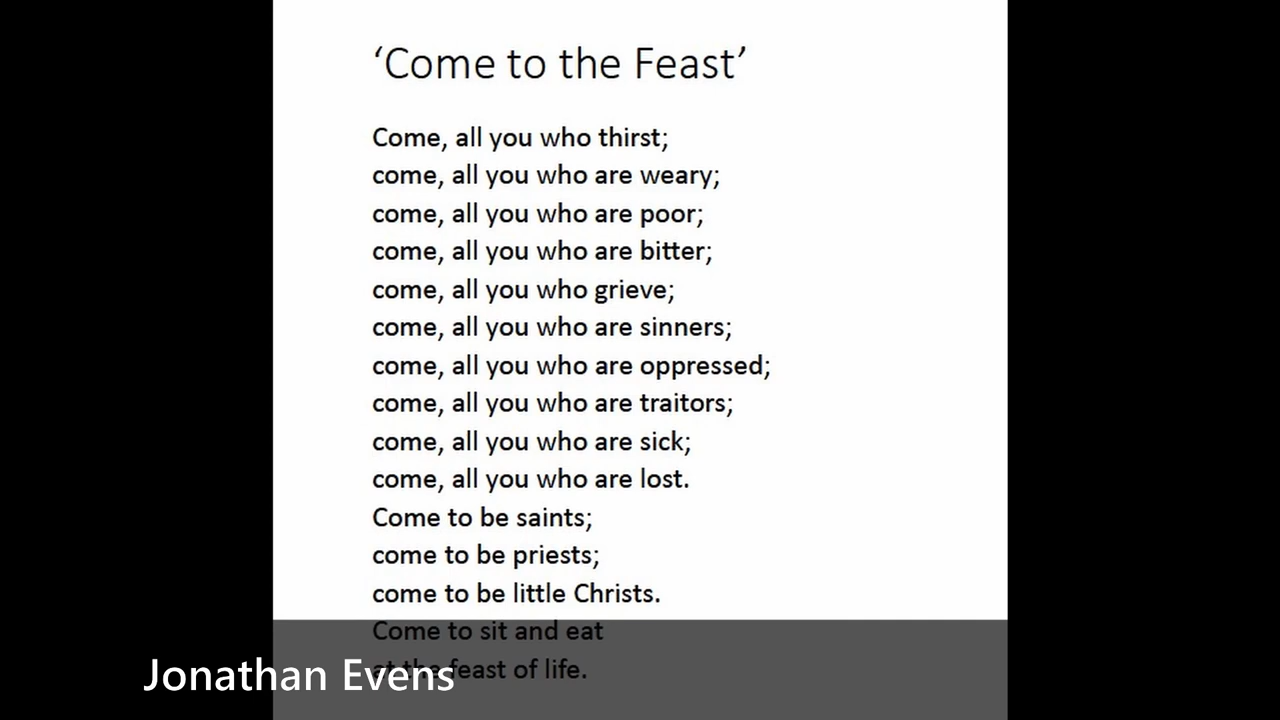 ‘Come to the Feast’
Come, all you who thirst;
come, all you who are weary;
come, all you who are poor;
come, all you who are bitter;
come, all you who grieve;
come, all you who are sinners;
come, all you who are oppressed;
come, all you who are traitors;
come, all you who are sick;
come, all you who are lost.
Come to be saints;
come to be priests;
come to be little Christs.
Come to sit and eat
at the feast of life.
Jonathan Evens